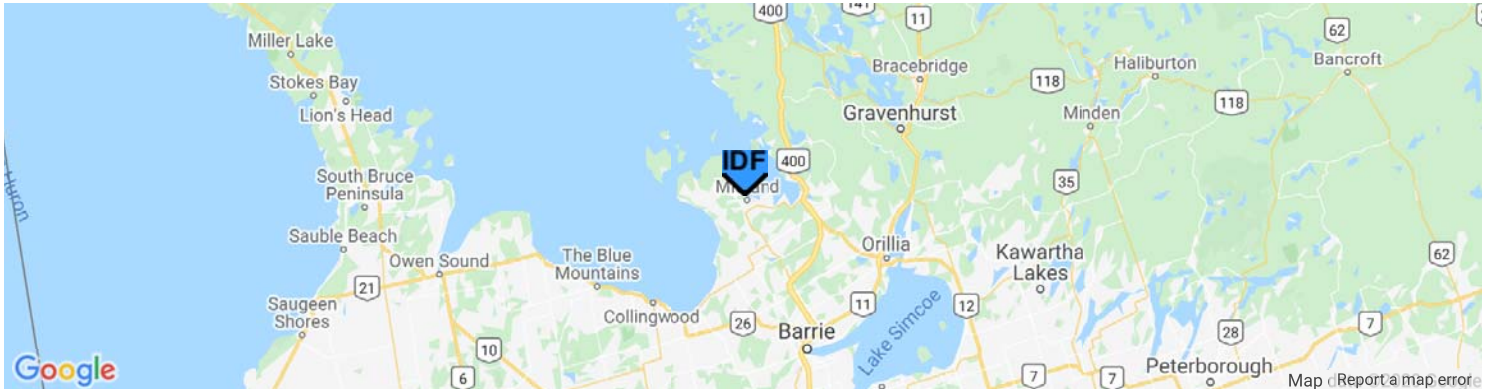 400
141
11
62
Miller Lake
Bracebridge
Haliburton
Bancroft
Stokes Bay
118
118
Lion's Head
Gravenhurst
Minden
IDF
400
South Bruce
Peninsula
35
Huron
Sauble Beach
Orillia
Kawartha
Lakes
62
Owen Sound
The Blue
Mountains
21
Saugeen
Shores
Collingwood
26
11
12
Lake Simcoe
Barrie
28
7
10
6
7
7
Peterborough
Google
Map
Report a map error